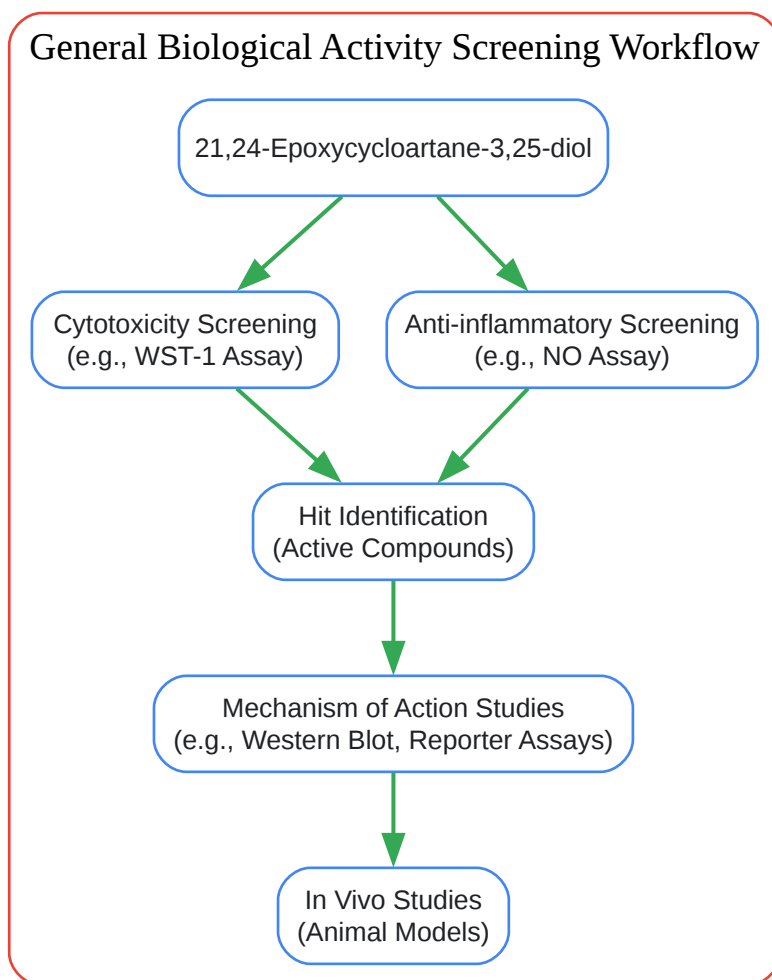 General Biological Activity Screening Workflow
21,24-Epoxycycloartane-3,25-diol
Cytotoxicity Screening
(e.g., WST-1 Assay)
Anti-inflammatory Screening
(e.g., NO Assay)
Hit Identification
(Active Compounds)
Mechanism of Action Studies
(e.g., Western Blot, Reporter Assays)
In Vivo Studies
(Animal Models)